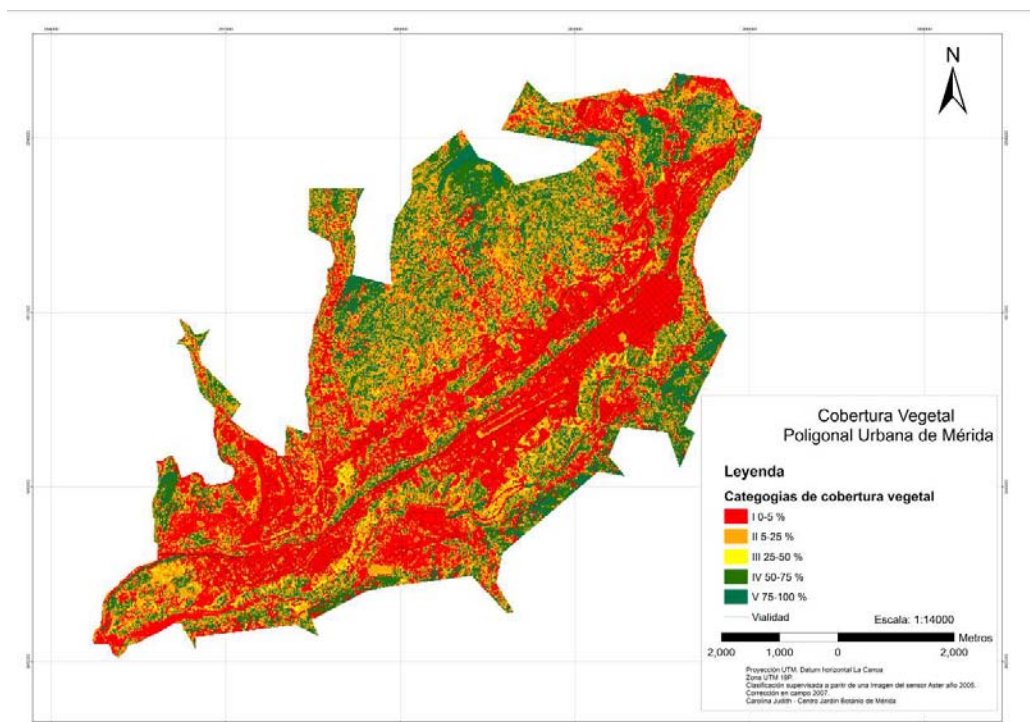 N
Cobertura Vegetal
Poligonal Urbana de Mérida
Leyenda
Categogias de cobertura vegetal
I 0-5 %
II 5-25 %
III 25-50 %
IV 50-75 %
V 75-100 %
Vialidad
Escala: 1:14000
Metros
2,000 1,000 0 2,000
Proyección UTM. Datum horizontal La Canoa
Zona UTM 19P.
Clasificación supervisada a partir de una imagen del sensor Aster año 2005.
Corrección en campo 2007.
Carolina Judith - Centro Jardín Botánis de Mérida